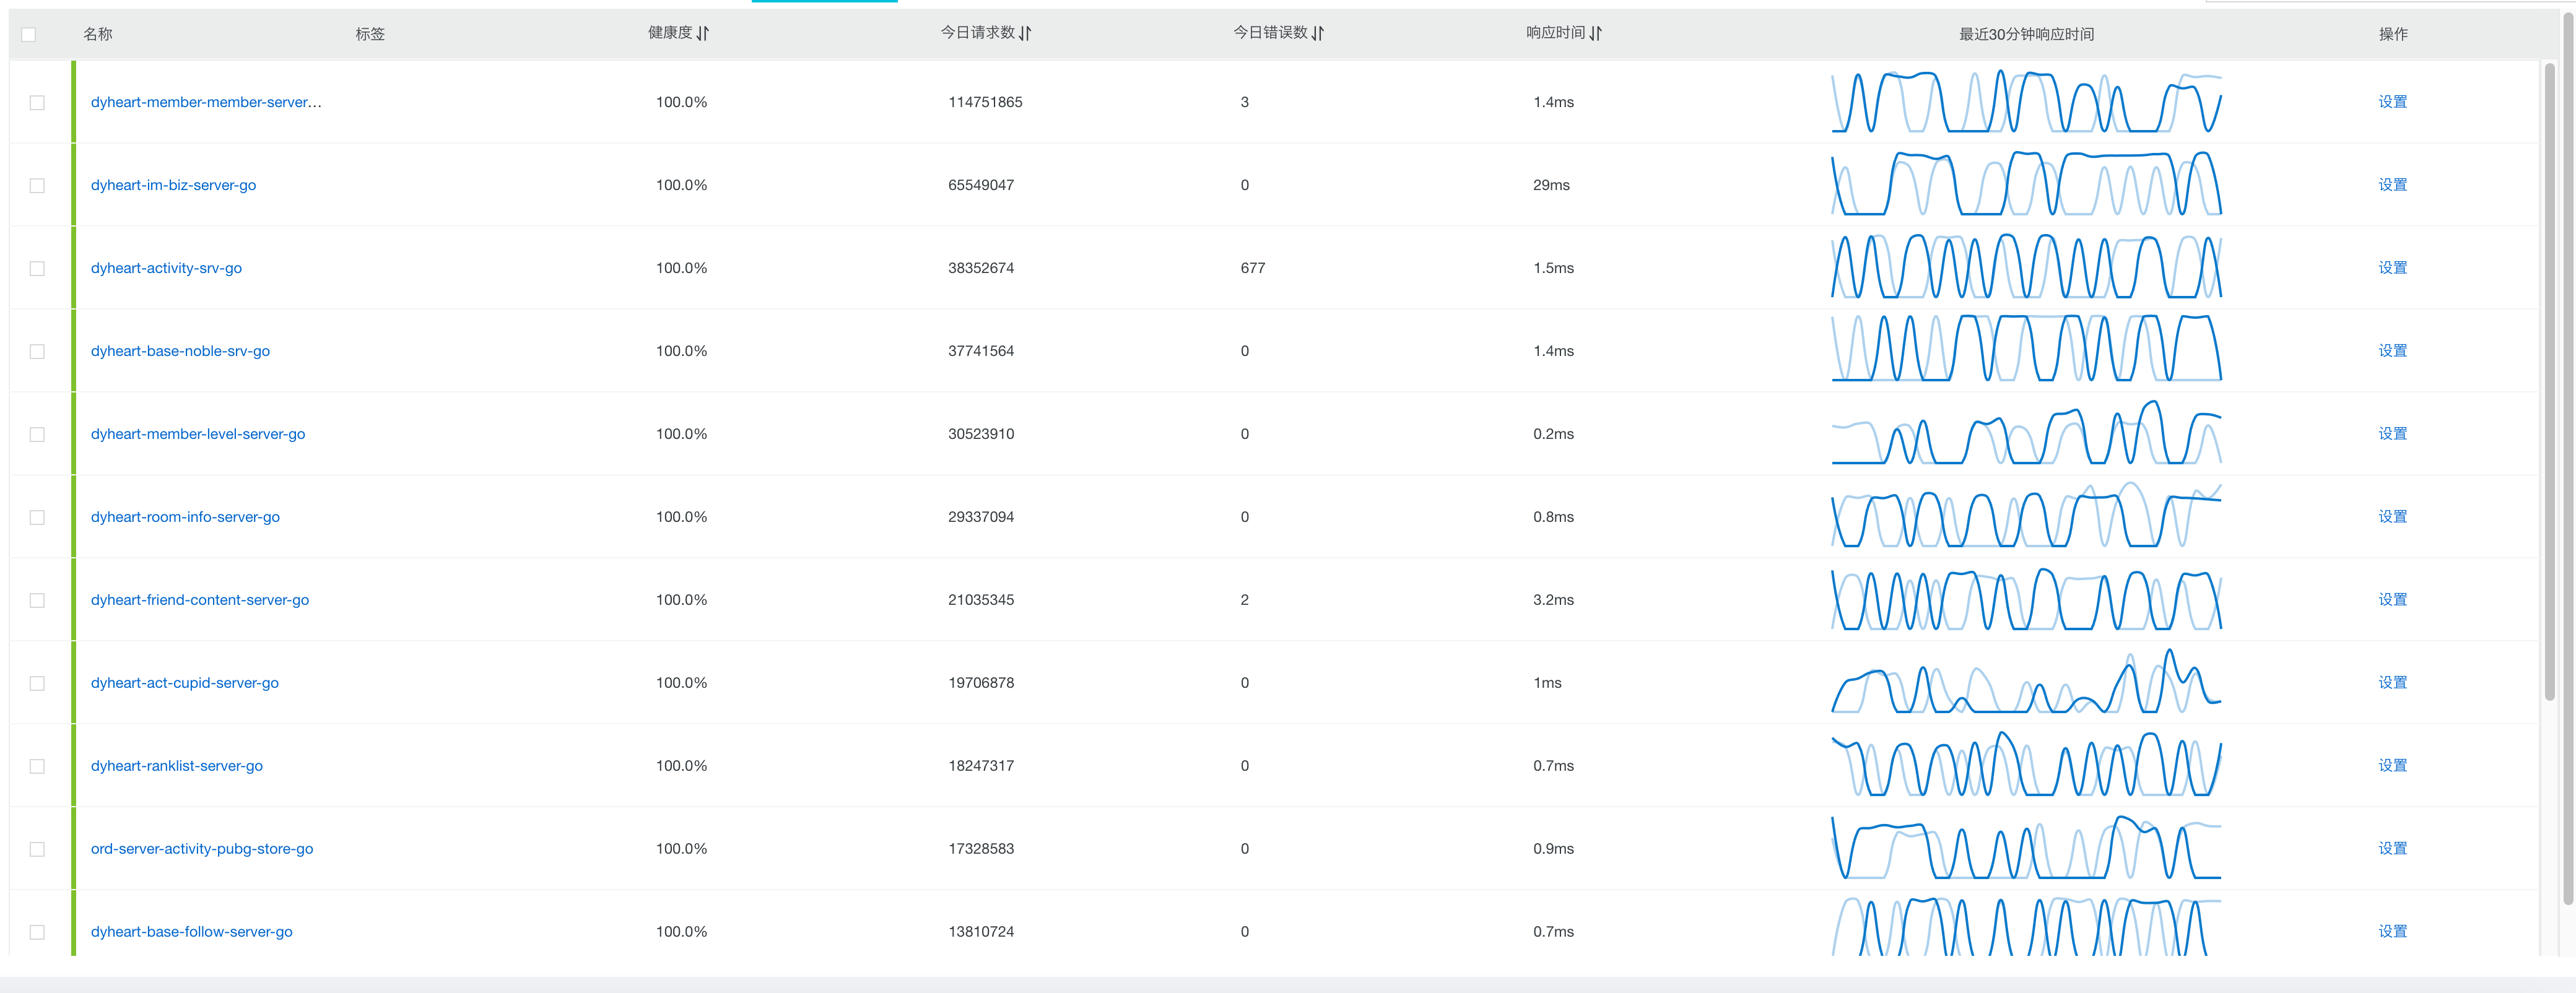 名称 标签 健康度 今日请求数 今日错误数 响应时间 最近30分钟响应时间 操作
dyheart-member-member-server... 100.0% 114751865 3 1.4ms 设置
dyheart-im-biz-server-go 100.0% 65549047 0 29ms 设置
dyheart-activity-srv-go 100.0% 38352674 677 1.5ms 设置
dyheart-base-noble-srv-go 100.0% 37741564 0 1.4ms 设置
dyheart-member-level-server-go 100.0% 30523910 0 0.2ms 设置
dyheart-room-info-server-go 100.0% 29337094 0 0.8ms 设置
dyheart-friend-content-server-go 100.0% 21035345 2 3.2ms 设置
dyheart-act-cupid-server-go 100.0% 19706878 0 1ms 设置
dyheart-ranklist-server-go 100.0% 18247317 0 0.7ms 设置
ord-server-activity-pubg-store-go 100.0% 17328583 0 0.9ms 设置
dyheart-base-follow-server-go 100.0% 13810724 0 0.7ms 设置